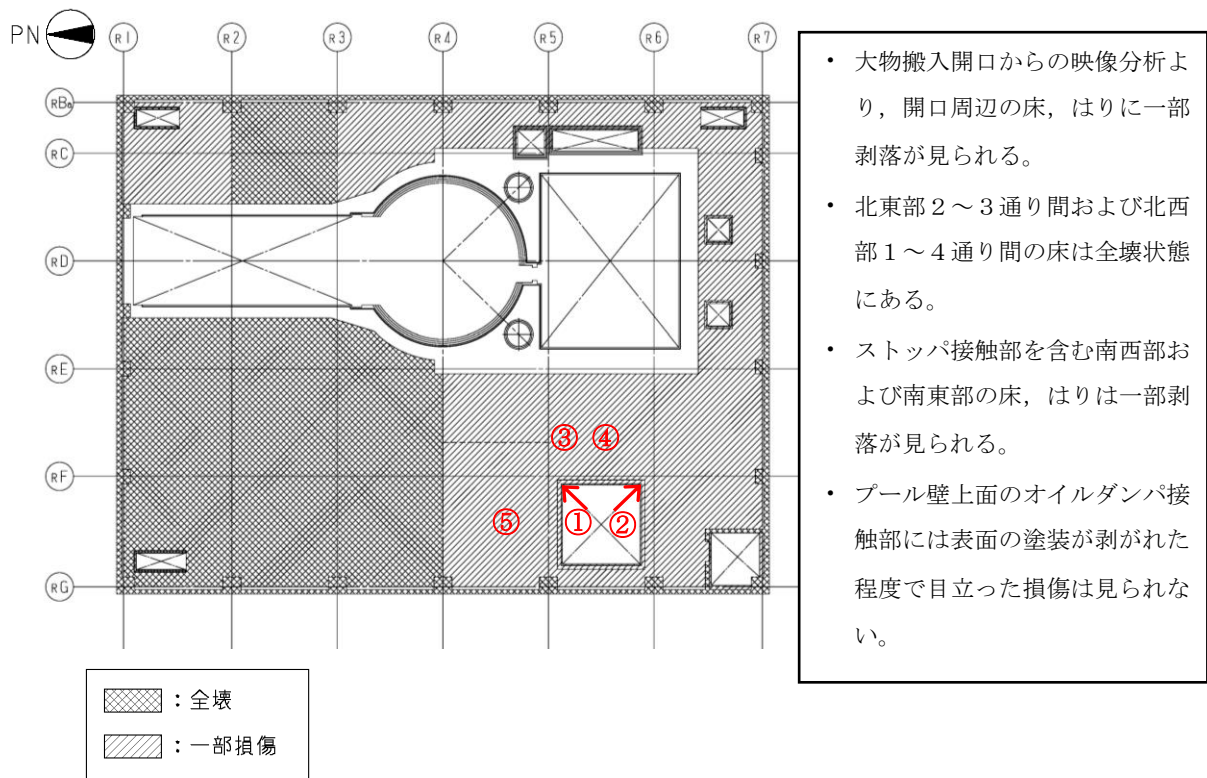 PN
R1 R2 R3 R4 R5 R6 R7
RBa
RC
RD
RE
RF
RG
③ ④
⑤ ① ②
:全壊
:一部損傷
・ 大物搬入開口からの映像分析よ
り，開口周辺の床，はりに一部
剥落が見られる。
・ 北東部２～３通り間および北西
部１～４通り間の床は全壊状態
にある。
・ ストッパ接触部を含む南西部お
よび南東部の床，はりは一部剥
落が見られる。
・ プール壁上面のオイルダンパ接
触部には表面の塗装が剥がれた
程度で目立った損傷は見られな
い。